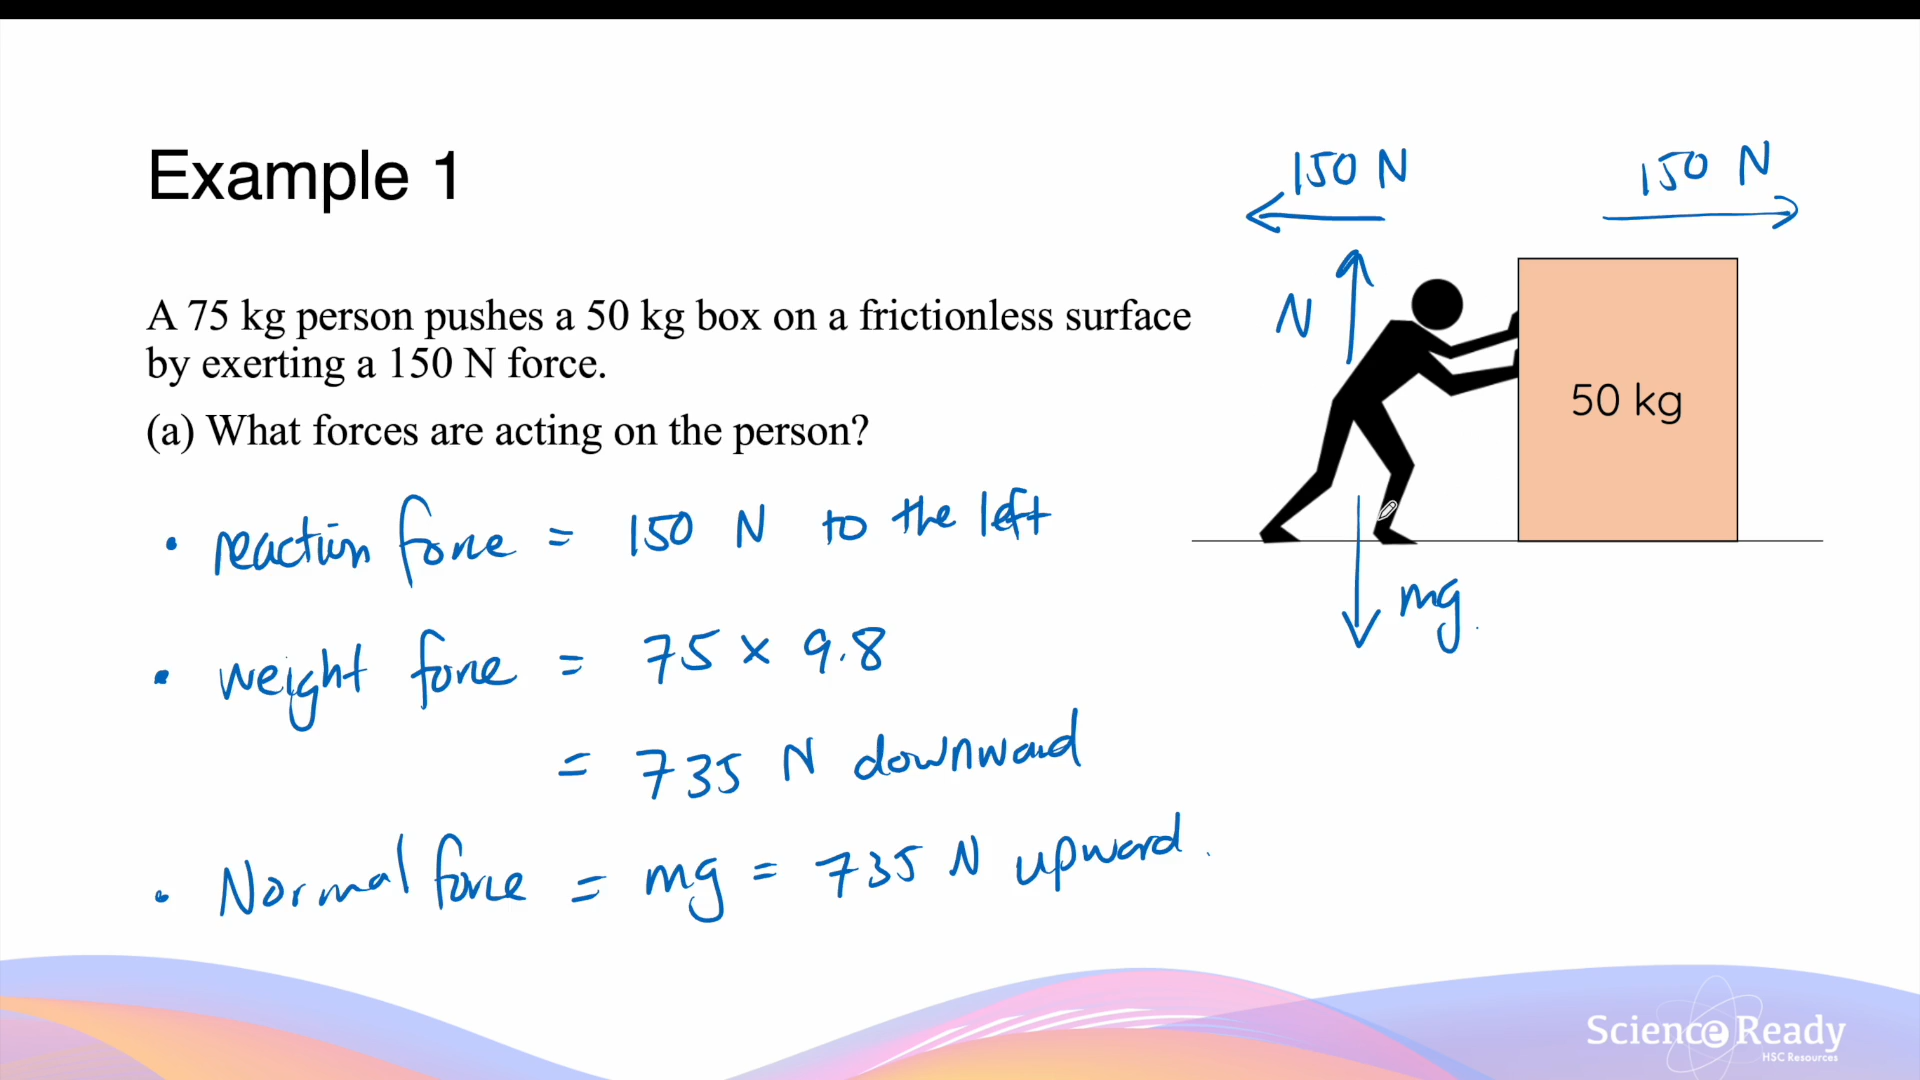 Example 1
A 75 kg person pushes a 50 kg box on a frictionless surface
by exerting a 150 N force.
(a) What forces are acting on the person?
• reaction force = 150 N to the left
• weight force = 75 × 9.8
= 735 N downward
• Normal force = mg = 735 N upward.
150 N
150 N
N
50 kg
mg.
Science Ready
HSC Resources